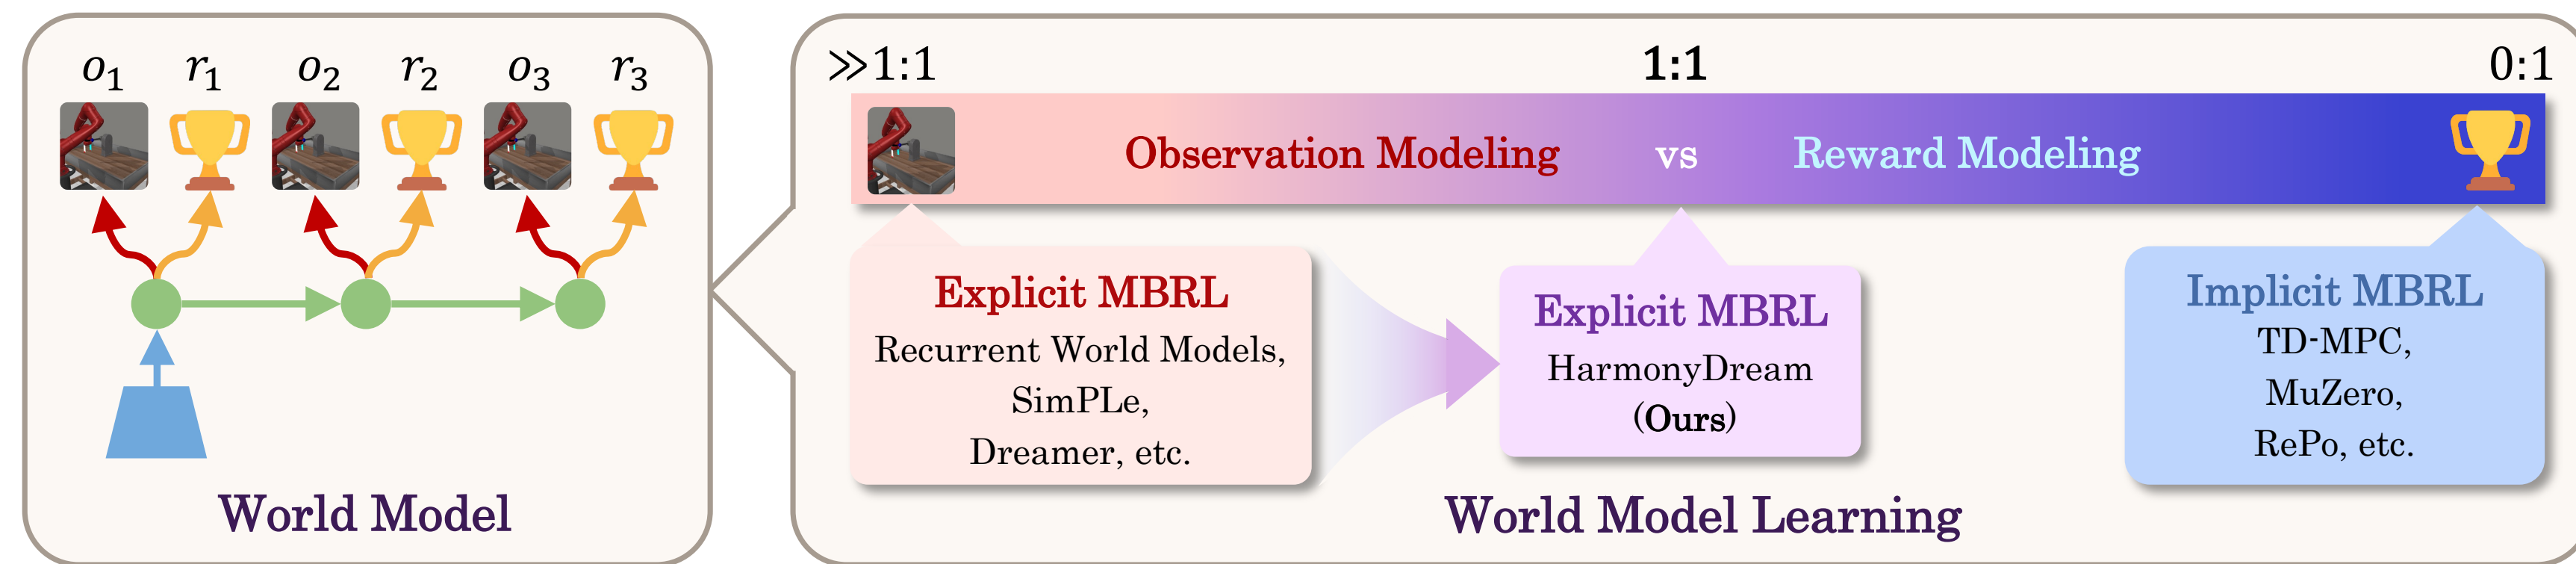 o₁ r₁ o₂ r₂ o₃ r₃
World Model
≫1:1 1:1 0:1
Observation Modeling vs Reward Modeling
Explicit MBRL
Recurrent World Models,
SimPLe,
Dreamer, etc.
Explicit MBRL
HarmonyDream
(Ours)
Implicit MBRL
TD-MPC,
MuZero,
RePo, etc.
World Model Learning